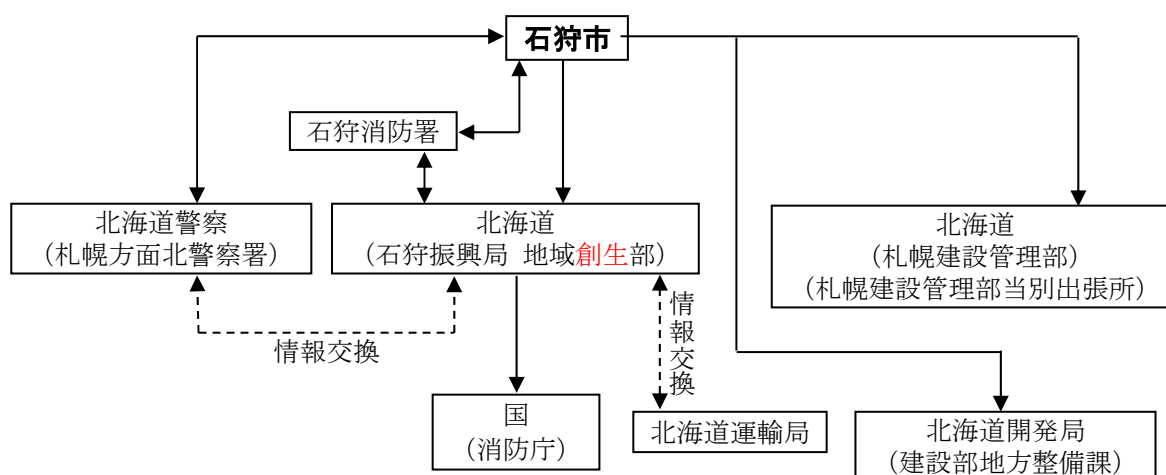 石狩市
石狩消防署
北海道警察
（札幌方面北警察署）
北海道
（石狩振興局 地域創生部）
北海道
（札幌建設管理部）
（札幌建設管理部当別出張所）
情報交換
情報交換
国
（消防庁）
北海道運輸局
北海道開発局
（建設部地方整備課）